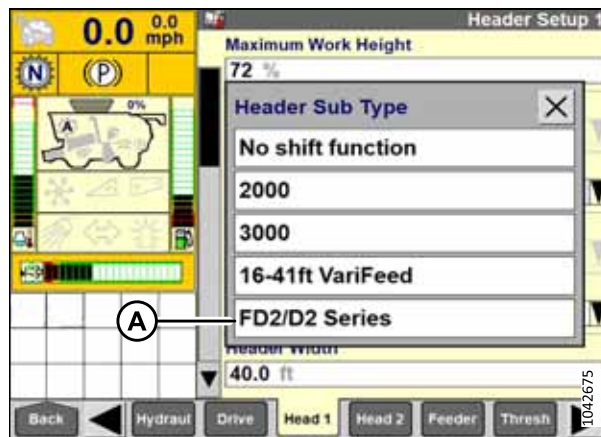 0.0
0.0
mph
Header Setup 1
Maximum Work Height
72 %
N
(P)
0%
A
Header Sub Type
No shift function
2000
3000
16-41ft VariFeed
A
FD2/D2 Series
Header Width
40.0 ft
1042675
Back
Hydraul
Drive
Head 1
Head 2
Feeder
Thresh